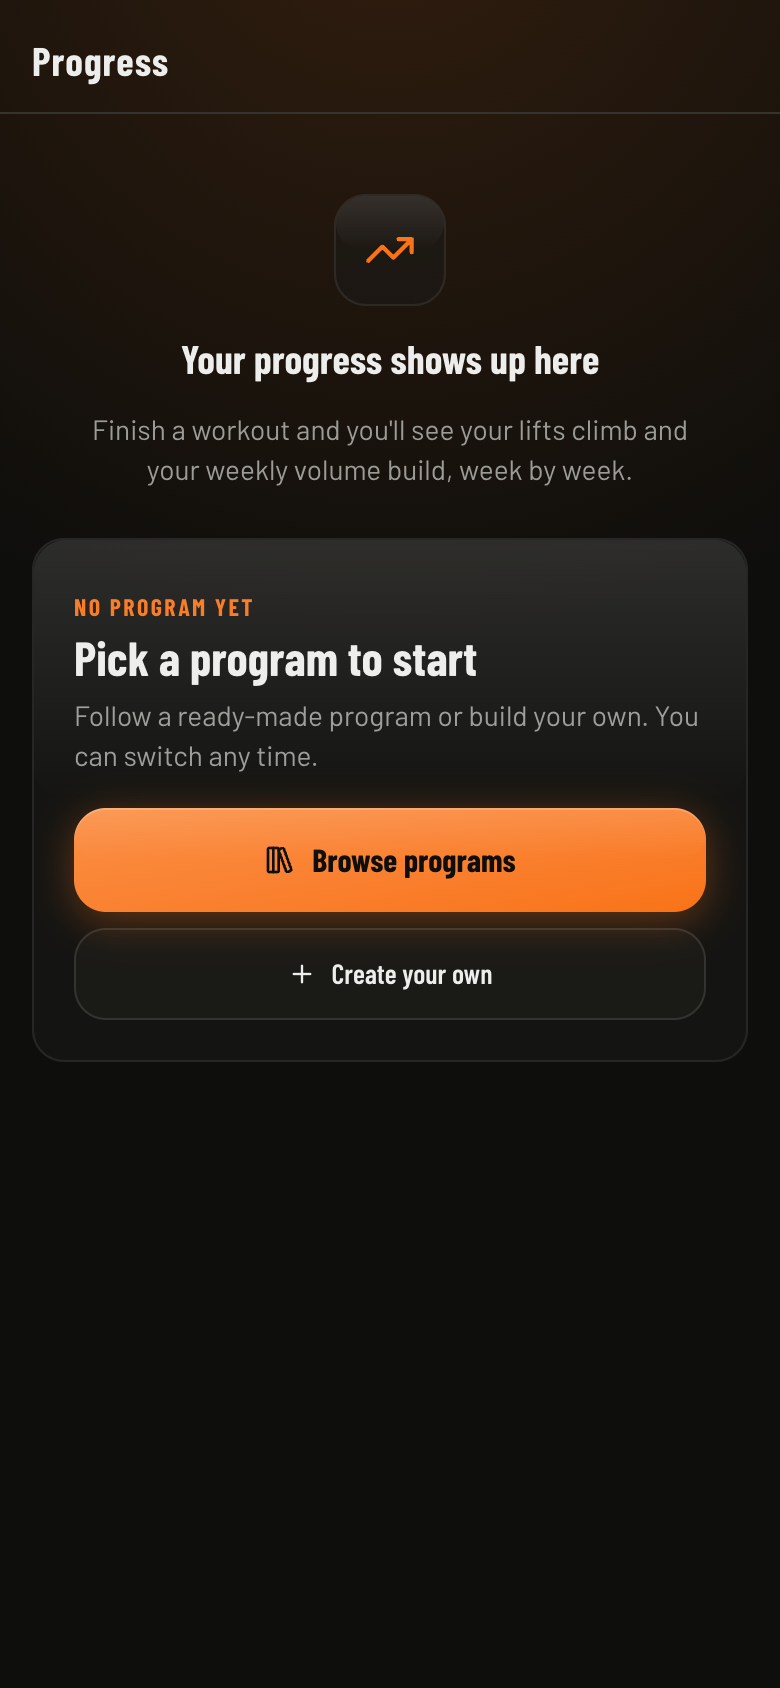 Progress
Your progress shows up here
Finish a workout and you'll see your lifts climb and
your weekly volume build, week by week.
NO PROGRAM YET
Pick a program to start
Follow a ready-made program or build your own. You
can switch any time.
Browse programs
Create your own